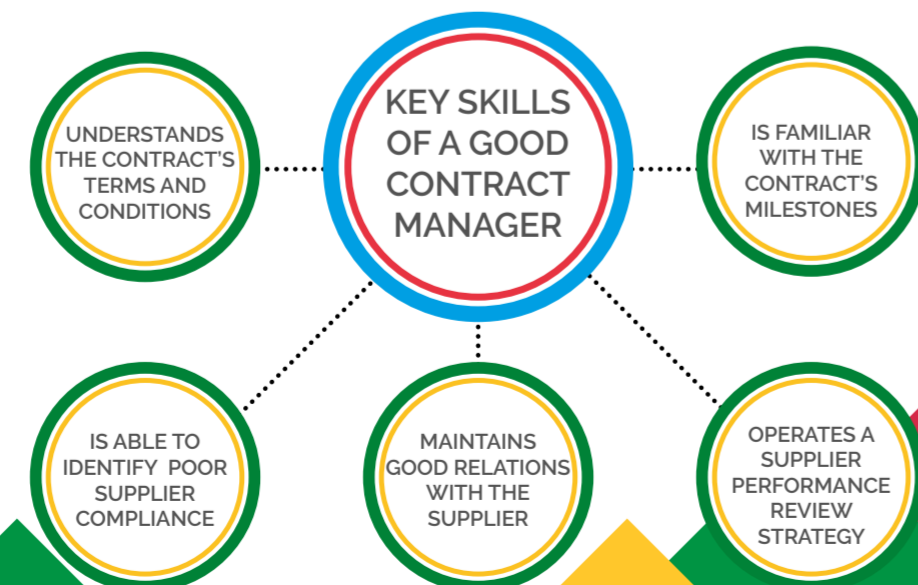 KEY SKILLS
OF A GOOD
CONTRACT
MANAGER
UNDERSTANDS
THE CONTRACT'S
TERMS AND
CONDITIONS
IS FAMILIAR
WITH THE
CONTRACT'S
MILESTONES
IS ABLE TO
IDENTIFY POOR
SUPPLIER
COMPLIANCE
MAINTAINS
GOOD RELATIONS
WITH THE
SUPPLIER
OPERATES A
SUPPLIER
PERFORMANCE
REVIEW
STRATEGY